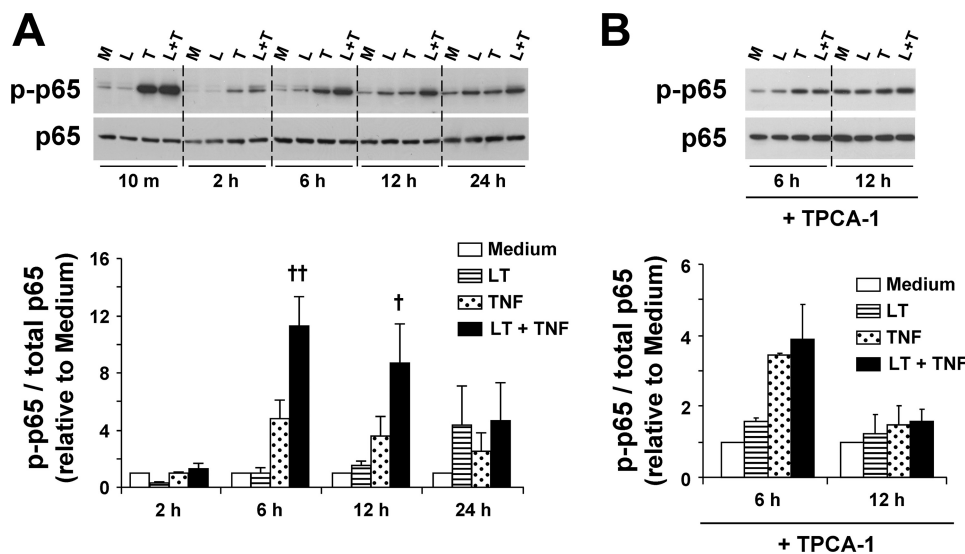 A
M L T L+T M L T L+T M L T L+T M L T L+T M L T L+T
p-p65
p65
10 m 2 h 6 h 12 h 24 h
p-p65 / total p65
(relative to Medium)
16
12
8
4
0
††
†
Medium
LT
TNF
LT + TNF
2 h 6 h 12 h 24 h
B
M L T L+T M L T L+T
p-p65
p65
6 h 12 h
+ TPCA-1
p-p65 / total p65
(relative to Medium)
6
4
2
0
Medium
LT
TNF
LT + TNF
6 h 12 h
+ TPCA-1